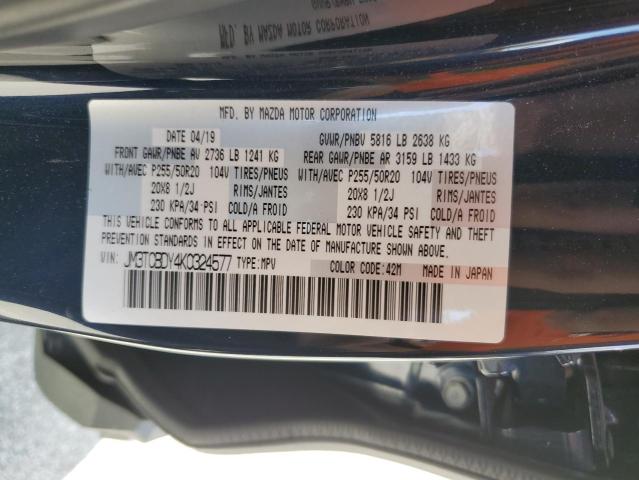 MFD. BY MAZDA MOTOR CORPORATION
DATE 04/19 GVWR/PNBV 5816 LB 2638 KG
FRONT GAWR/PNBE AV 2736 LB 1241 KG REAR GAWR/PNBE AR 3159 LB 1433 KG
WITH/AVEC P255/50R20 104V TIRES/PNEUS WITH/AVEC P255/50R20 104V TIRES/PNEUS
20X8 1/2J RIMS/JANTES 20X8 1/2J RIMS/JANTES
230 KPA/34 PSI COLD/A FROID 230 KPA/34 PSI COLD/A FROID
THIS VEHICLE CONFORMS TO ALL APPLICABLE FEDERAL MOTOR VEHICLE SAFETY AND THEFT
PREVENTION STANDARDS IN EFFECT ON THE DATE OF MANUFACTURE SHOWN ABOVE.
VIN: JM3TCBDY4K0324577 TYPE:MPV COLOR CODE:42M MADE IN JAPAN